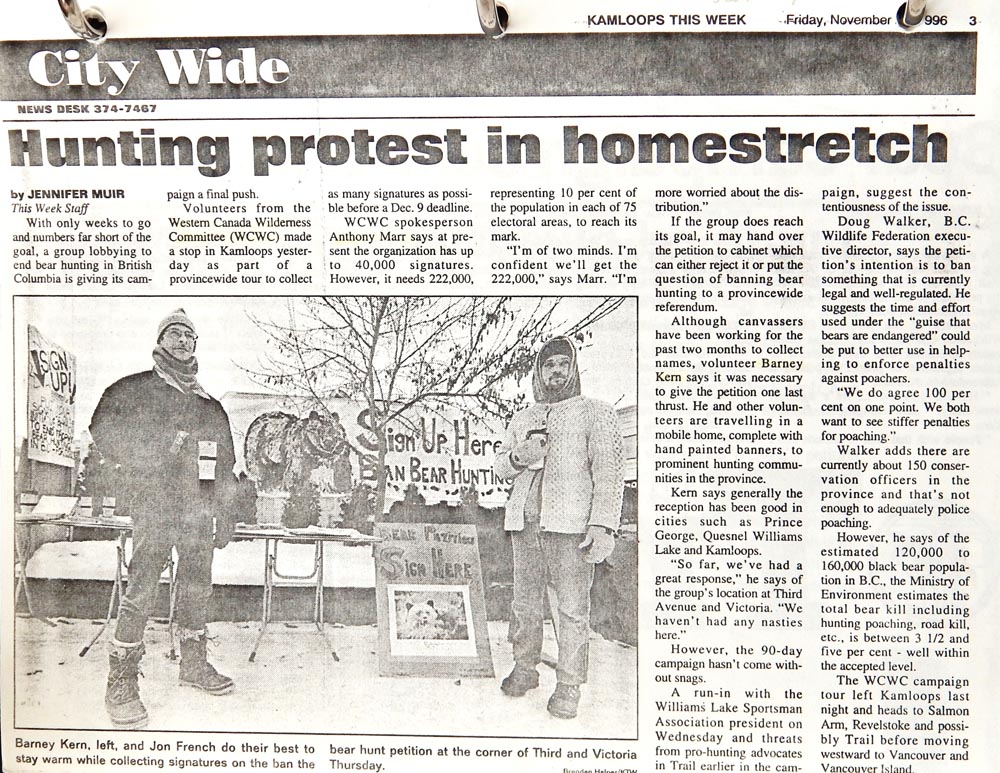 KAMLOOPS THIS WEEK Friday, November 996 3
City Wide
NEWS DESK 374-7467
Hunting protest in homestretch
by JENNIFER MUIR
This Week Staff
With only weeks to go
and numbers far short of the
goal, a group lobbying to
end bear hunting in British
Columbia is giving its cam-
paign a final push.
Volunteers from the
Western Canada Wilderness
Committee (WCWC) made
a stop in Kamloops yester-
day as part of a
provincewide tour to collect
as many signatures as possi-
ble before a Dec. 9 deadline.
WCWC spokesperson
Anthony Marr says at pre-
sent the organization has up
to 40,000 signatures.
However, it needs 222,000,
representing 10 per cent of
the population in each of 75
electoral areas, to reach its
mark.
"I'm of two minds. I'm
confident we'll get the
222,000," says Marr. "I'm
more worried about the dis-
tribution."
If the group does reach
its goal, it may hand over
the petition to cabinet which
can either reject it or put the
question of banning bear
hunting to a provincewide
referendum.
Although canvassers
have been working for the
past two months to collect
names, volunteer Barney
Kern says it was necessary
to give the petition one last
thrust. He and other volun-
teers are travelling in a
mobile home, complete with
hand painted banners, to
prominent hunting commu-
nities in the province.
Kern says generally the
reception has been good in
cities such as Prince
George, Quesnel Williams
Lake and Kamloops.
"So far, we've had a
great response," he says of
the group's location at Third
Avenue and Victoria. "We
haven't had any nasties
here."
However, the 90-day
campaign hasn't come with-
out snags.
A run-in with the
Williams Lake Sportsman
Association president on
Wednesday and threats
from pro-hunting advocates
in Trail earlier in the cam-
paign, suggest the con-
tentiousness of the issue.
Doug Walker, B.C.
Wildlife Federation execu-
tive director, says the peti-
tion's intention is to ban
something that is currently
legal and well-regulated. He
suggests the time and effort
used under the "guise that
bears are endangered" could
be put to better use in help-
ing to enforce penalties
against poachers.
"We do agree 100 per
cent on one point. We both
want to see stiffer penalties
for poaching."
Walker adds there are
currently about 150 conser-
vation officers in the
province and that's not
enough to adequately police
poaching.
However, he says of the
estimated 120,000 to
160,000 black bear popula-
tion in B.C., the Ministry of
Environment estimates the
total bear kill including
hunting poaching, road kill,
etc., is between 3 1/2 and
five per cent - well within
the accepted level.
The WCWC campaign
tour left Kamloops last
night and heads to Salmon
Arm, Revelstoke and possi-
bly Trail before moving
westward to Vancouver and
Vancouver Island.
SIGN
UP!
Sign Up Here
BAN BEAR HUNTING
BEAR PETITION
SIGN HERE
Barney Kern, left, and Jon French do their best to
stay warm while collecting signatures on the ban the
bear hunt petition at the corner of Third and Victoria
Thursday.
Brendan Halper/KTW